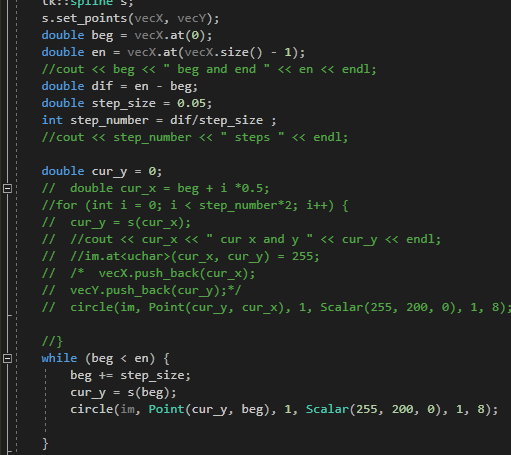 tk::spline s;
s.set_points(vecX, vecY);
double beg = vecX.at(0);
double en = vecX.at(vecX.size() - 1);
//cout << beg << " beg and end " << en << endl;
double dif = en - beg;
double step_size = 0.05;
int step_number = dif/step_size ;
//cout << step_number << " steps " << endl;
double cur_y = 0;
//  double cur_x = beg + i *0.5;
//for (int i = 0; i < step_number*2; i++) {
//  cur_y = s(cur_x);
//  //cout << cur_x << " cur x and y " << cur_y << endl;
//  //im.at<uchar>(cur_x, cur_y) = 255;
//  /*  vecX.push_back(cur_x);
//  vecY.push_back(cur_y);*/
//  circle(im, Point(cur_y, cur_x), 1, Scalar(255, 200, 0), 1, 8);
//}
while (beg < en) {
beg += step_size;
cur_y = s(beg);
circle(im, Point(cur_y, beg), 1, Scalar(255, 200, 0), 1, 8);
}